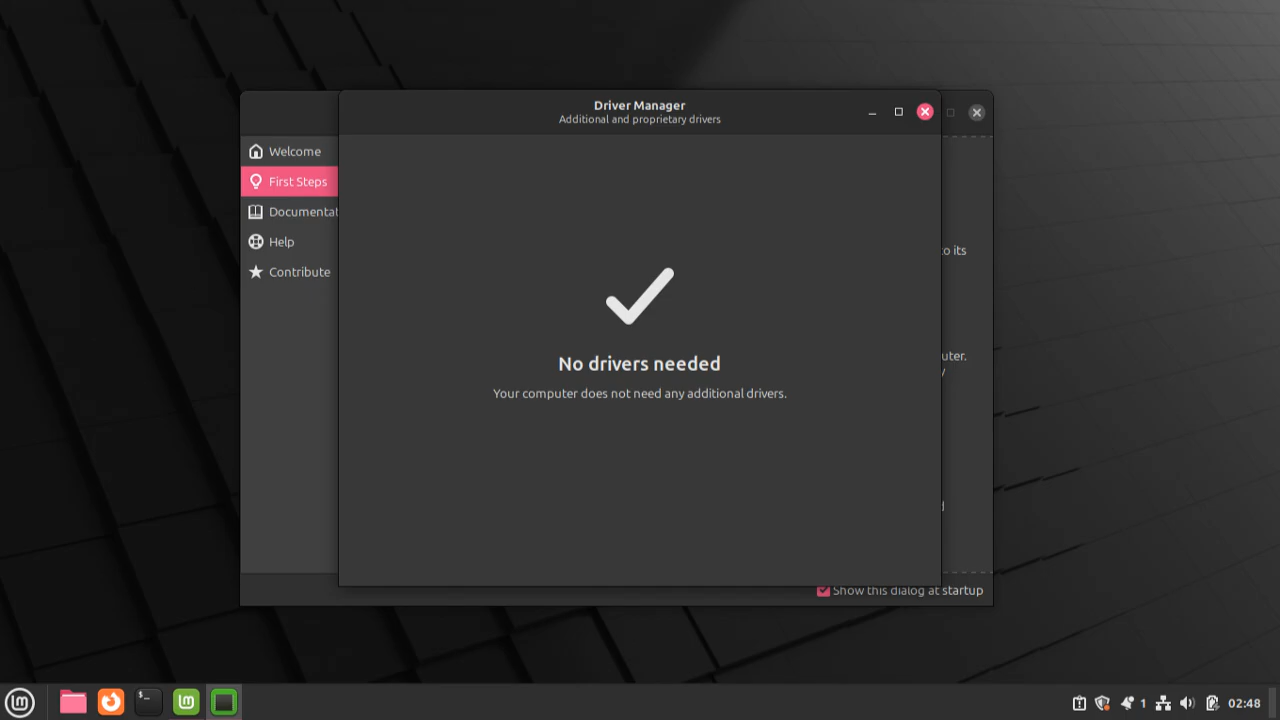 Driver Manager
Additional and proprietary drivers
Welcome
First Steps
Documentat
Help
Contribute
o its
uter.
y
No drivers needed
Your computer does not need any additional drivers.
d
Show this dialog at startup
1
02:48